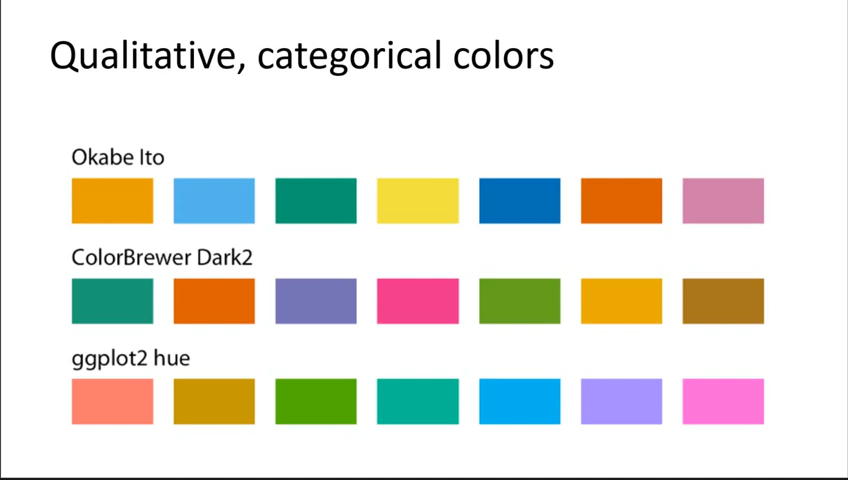 Qualitative, categorical colors
Okabe Ito
ColorBrewer Dark2
ggplot2 hue